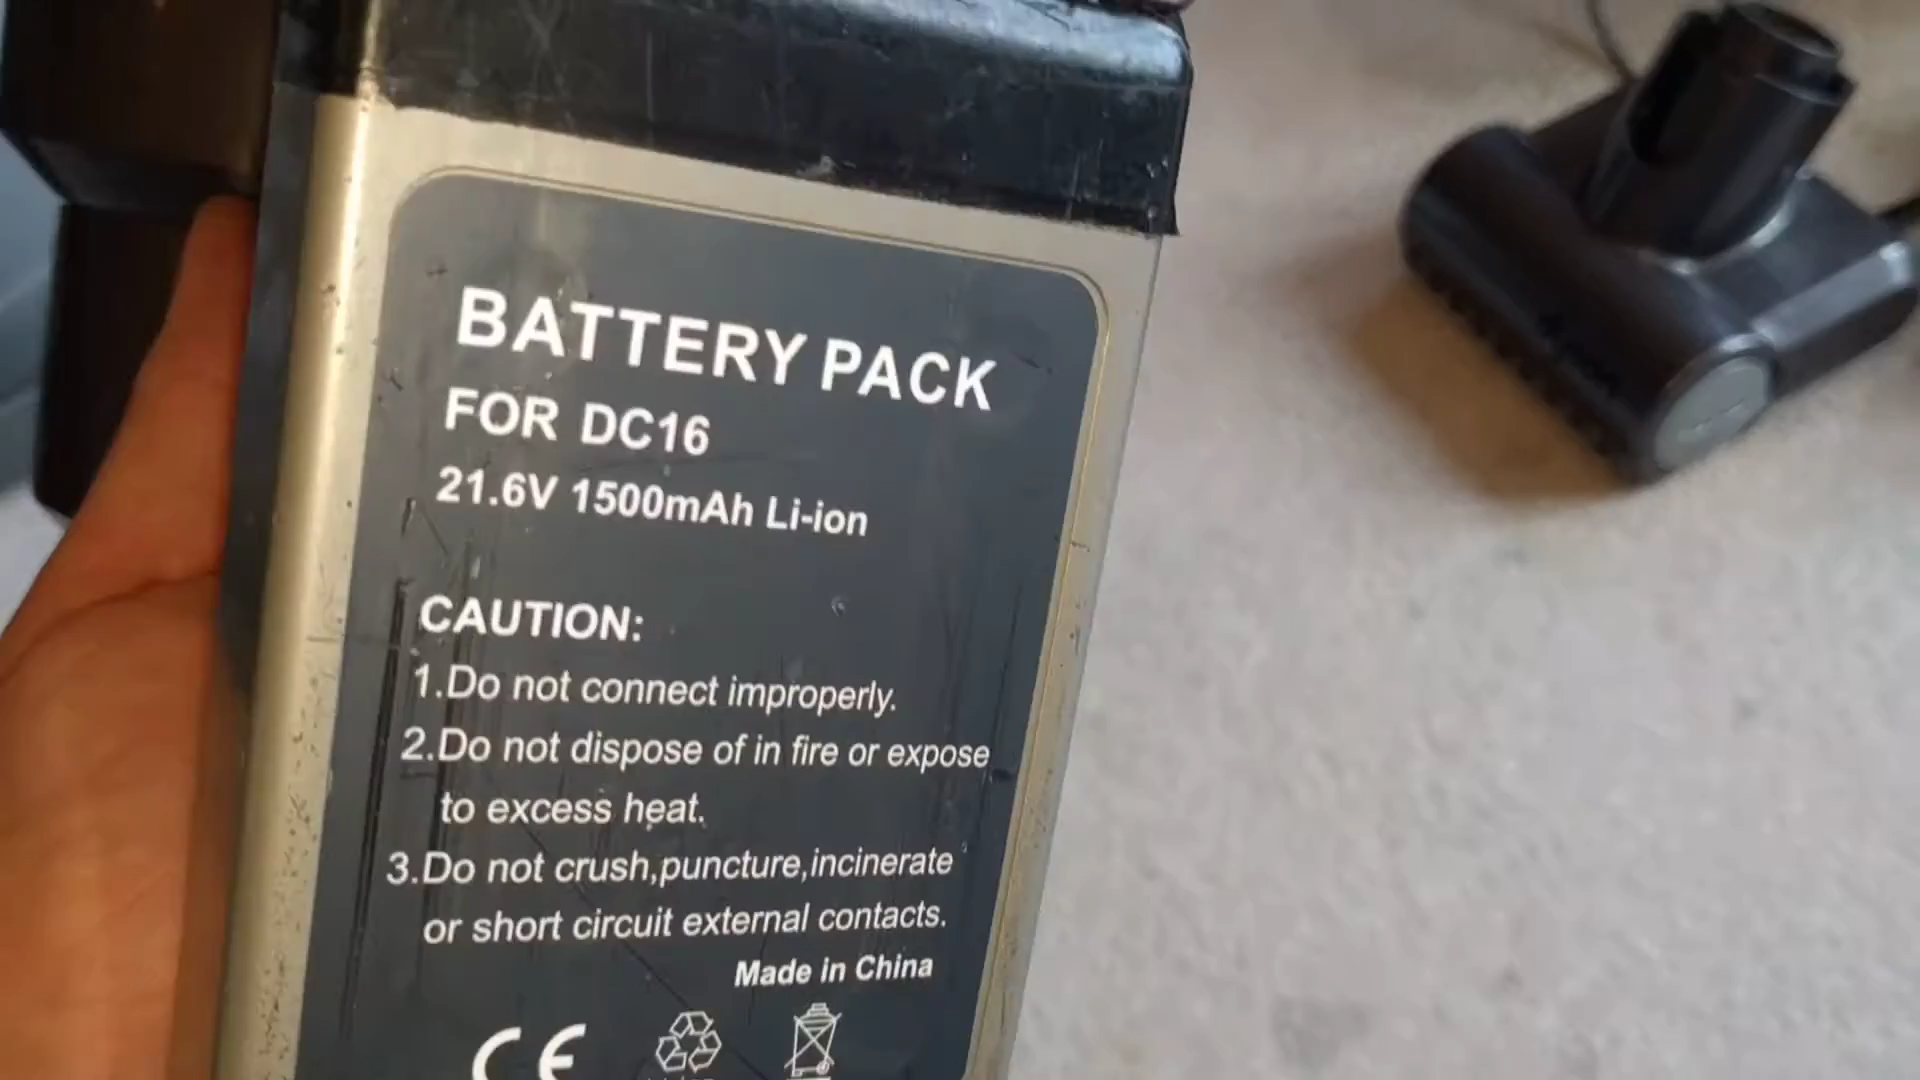 BATTERY PACK
FOR DC16
21.6V 1500mAh Li-ion
CAUTION:
1.Do not connect improperly.
2.Do not dispose of in fire or expose
to excess heat.
3.Do not crush,puncture,incinerate
or short circuit external contacts.
Made in China
CE